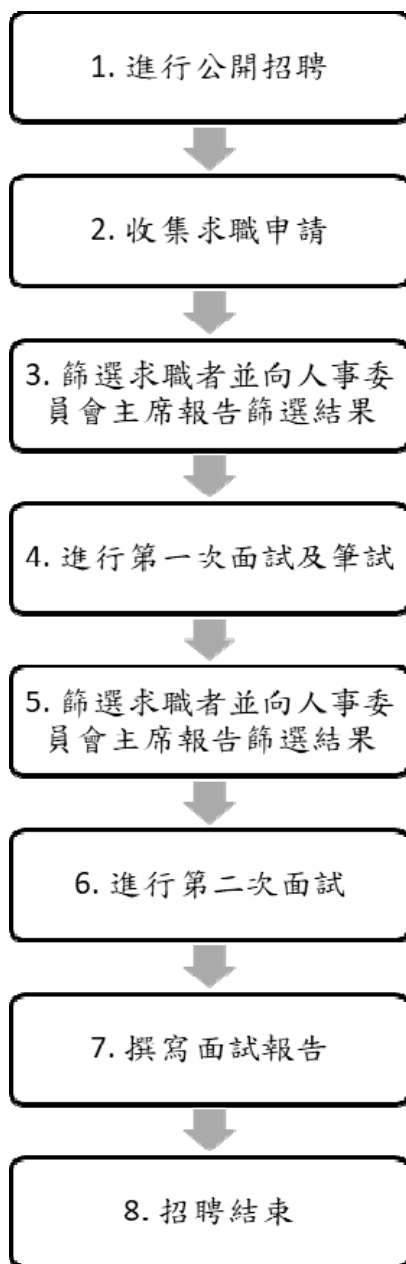 1. 進行公開招聘
2. 收集求職申請
3. 篩選求職者並向人事委
員會主席報告篩選結果
4. 進行第一次面試及筆試
5. 篩選求職者並向人事委
員會主席報告篩選結果
6. 進行第二次面試
7. 撰寫面試報告
8. 招聘結束